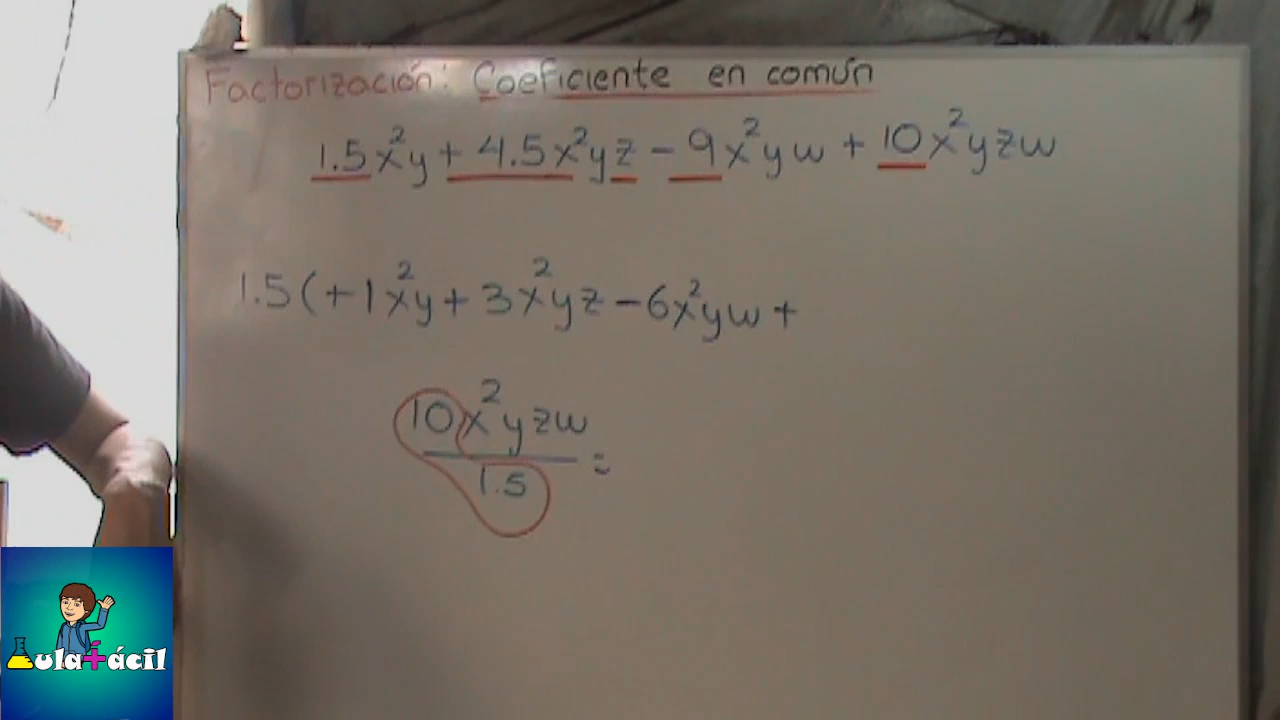 Factorización: Coeficiente en común
1.5x²y + 4.5x²yz - 9x²yw + 10x²yzw
1.5(+1x²y + 3x²yz - 6x²yw +
10x²yzw
1.5 =
Aula+ácil